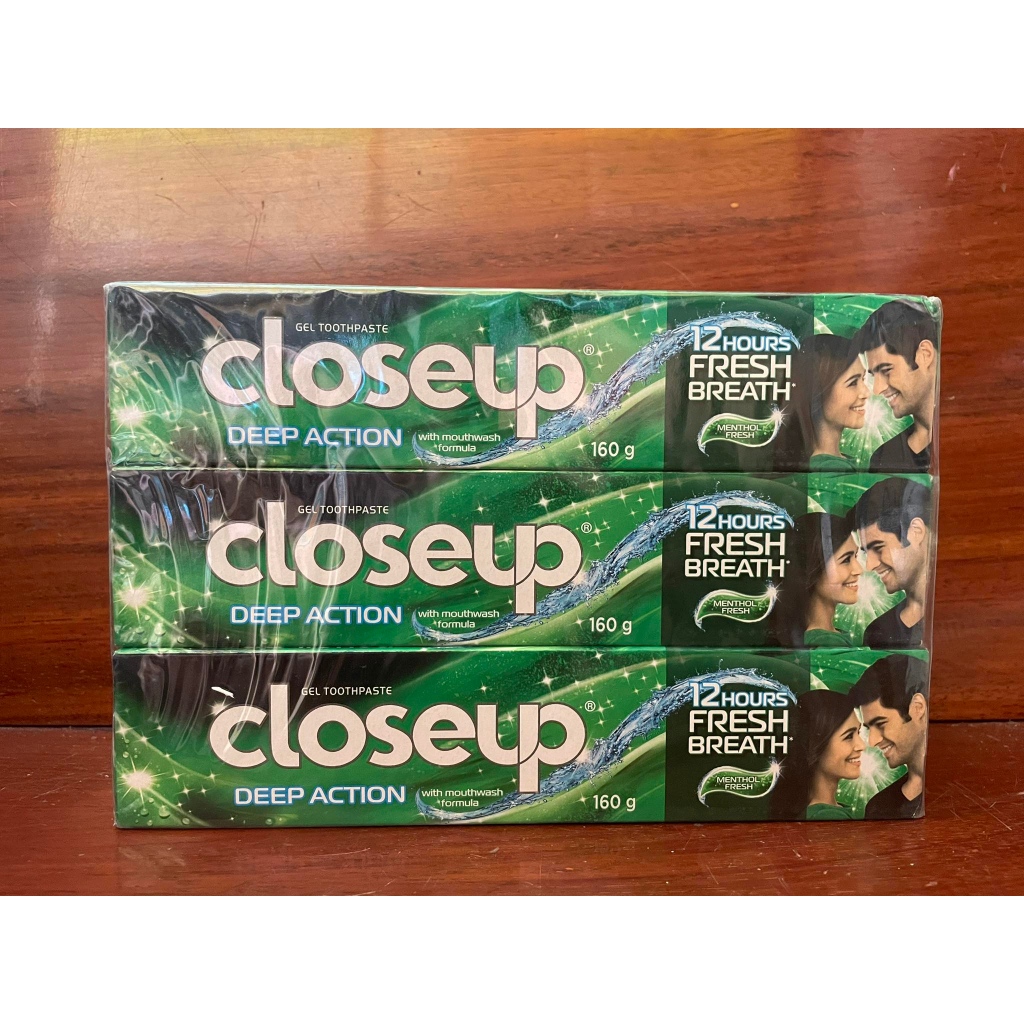 GEL TOOTHPASTE
closeup®
DEEP ACTION
with mouthwash
*formula
160 g
12 HOURS
FRESH
BREATH*
MENTHOL
FRESH
GEL TOOTHPASTE
closeup®
DEEP ACTION
with mouthwash
*formula
160 g
12 HOURS
FRESH
BREATH*
MENTHOL
FRESH
GEL TOOTHPASTE
closeup®
DEEP ACTION
with mouthwash
*formula
160 g
12 HOURS
FRESH
BREATH*
MENTHOL
FRESH